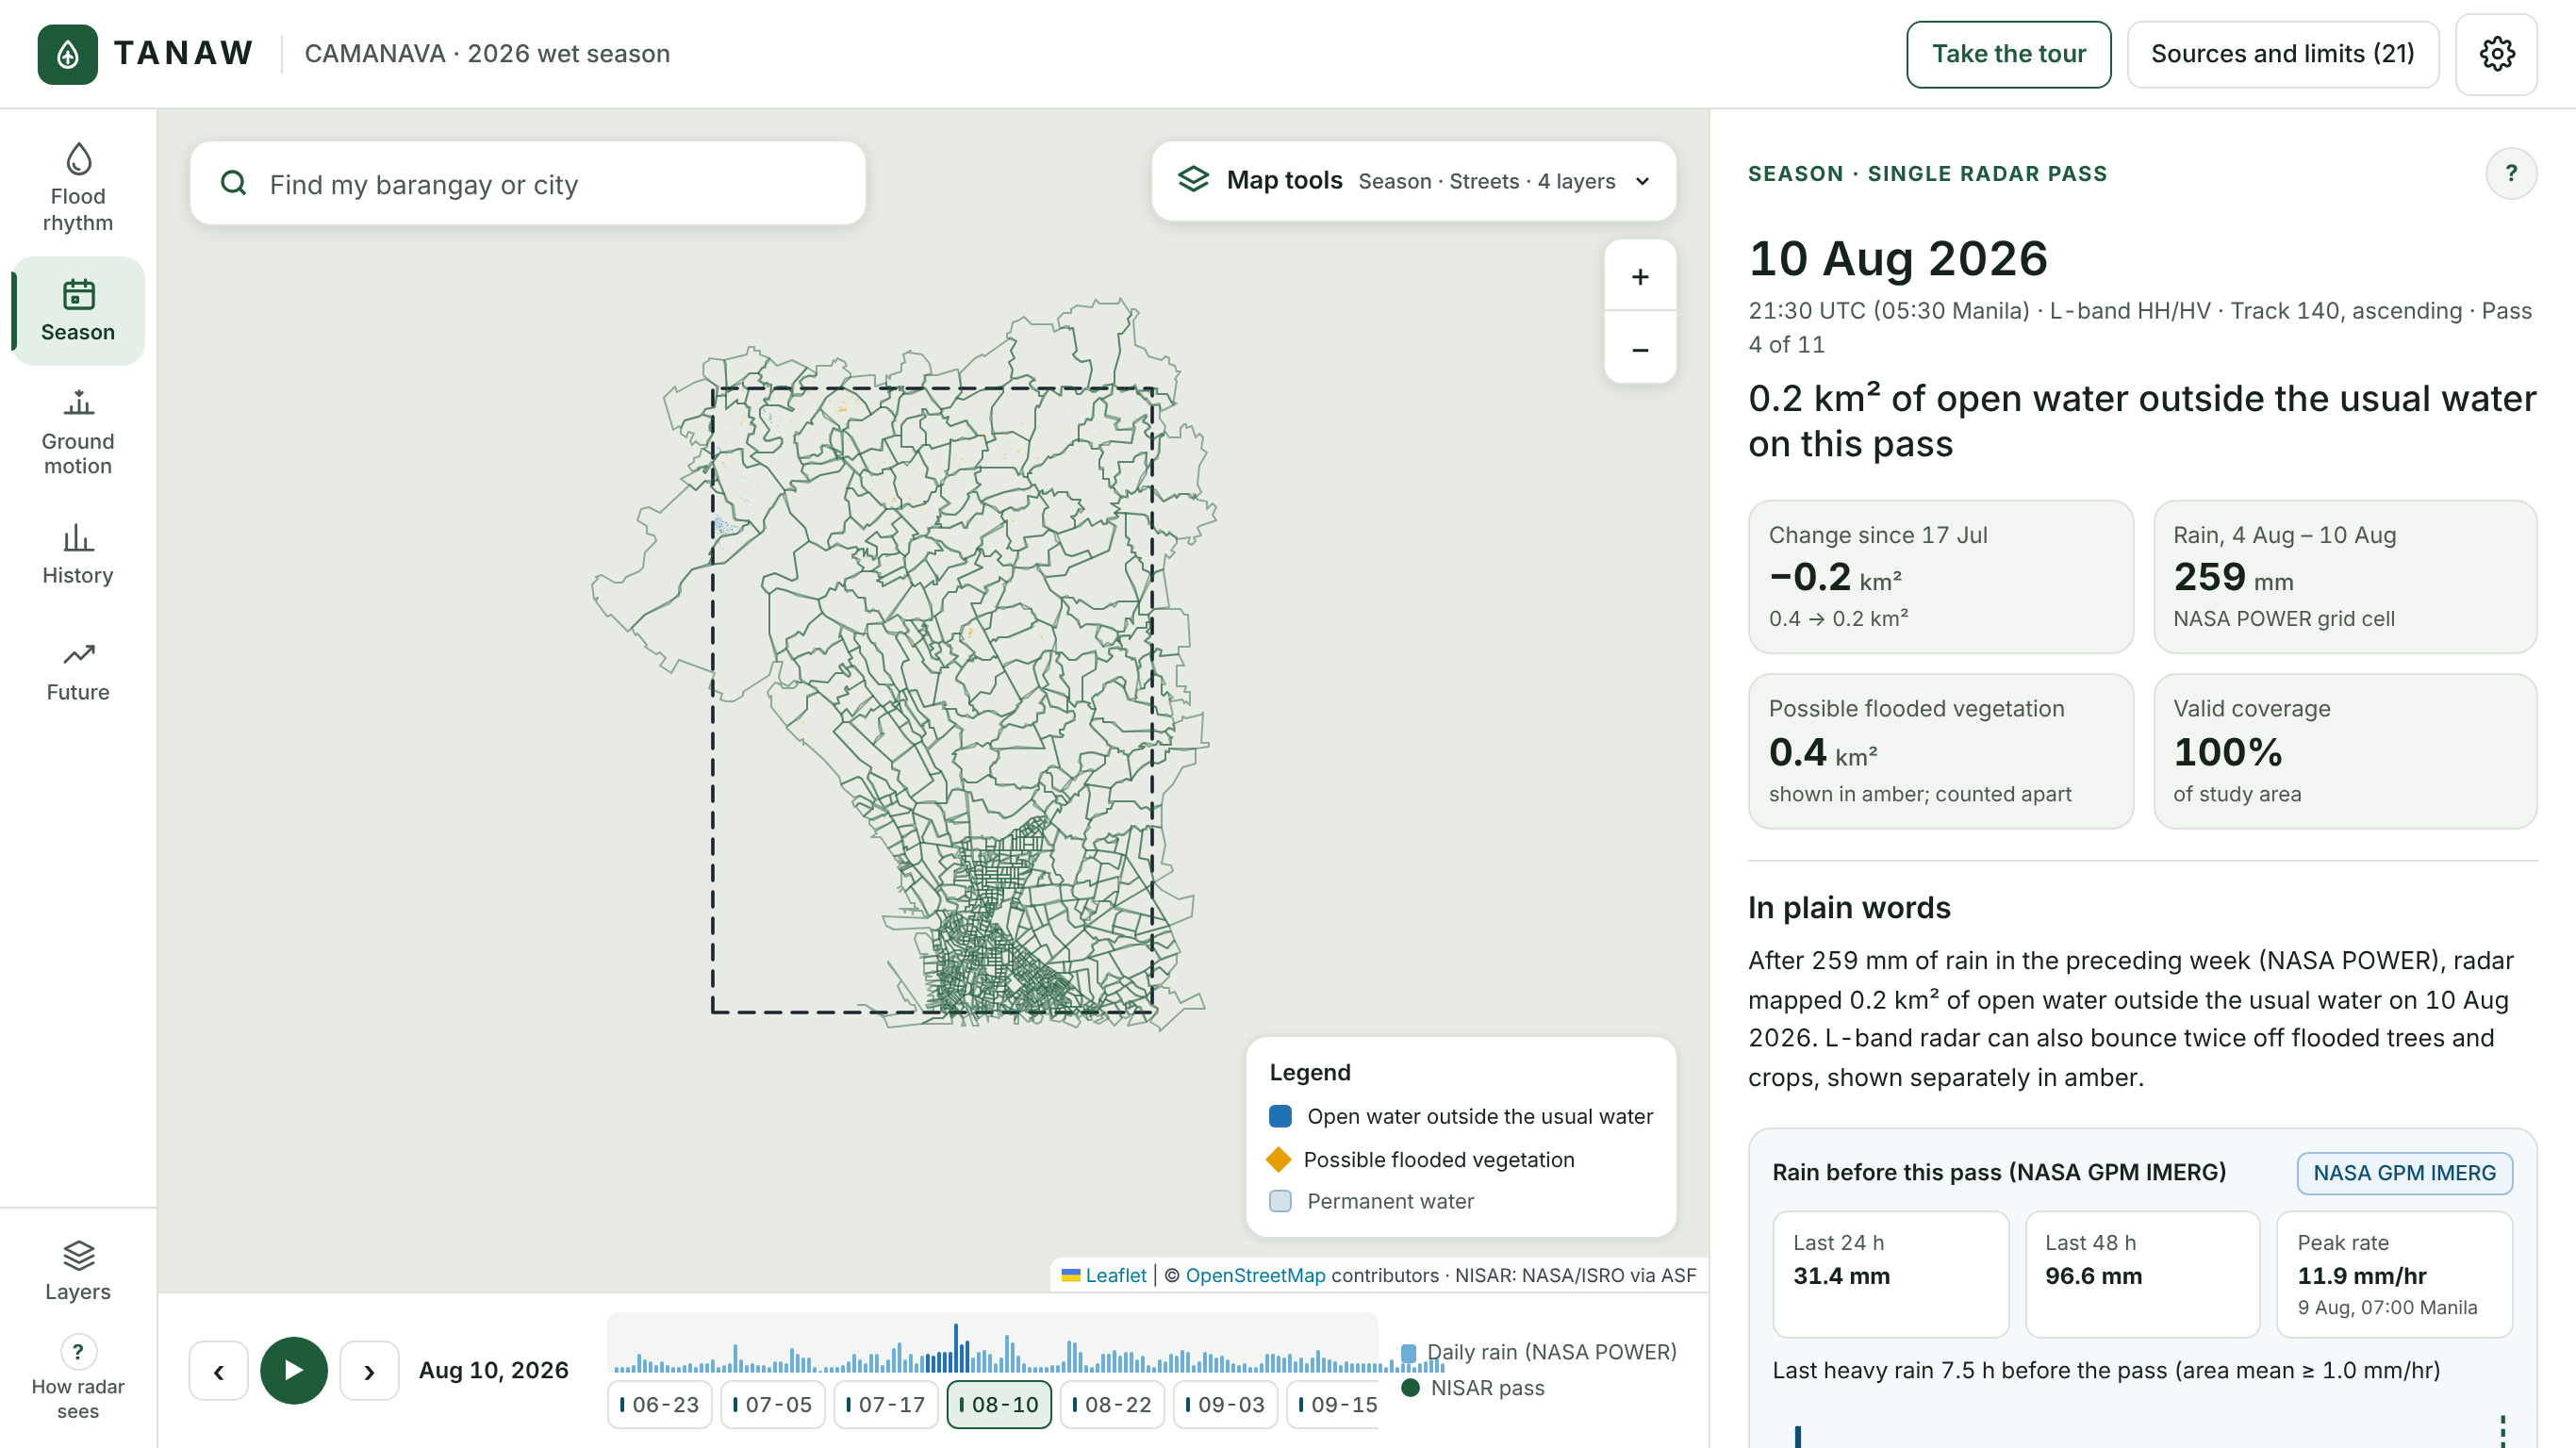 TANAW
CAMANAVA · 2026 wet season
Take the tour
Sources and limits (21)
Flood
rhythm
Season
Ground
motion
History
Future
Layers
?
How radar
sees
Find my barangay or city
Map tools Season · Streets · 4 layers
+
−
Legend
Open water outside the usual water
Possible flooded vegetation
Permanent water
Leaflet | © OpenStreetMap contributors · NISAR: NASA/ISRO via ASF
‹
›
Aug 10, 2026
06-23
07-05
07-17
08-10
08-22
09-03
09-15
Daily rain (NASA POWER)
NISAR pass
SEASON · SINGLE RADAR PASS
?
10 Aug 2026
21:30 UTC (05:30 Manila) · L-band HH/HV · Track 140, ascending · Pass
4 of 11
0.2 km² of open water outside the usual water
on this pass
Change since 17 Jul
−0.2 km²
0.4 → 0.2 km²
Rain, 4 Aug – 10 Aug
259 mm
NASA POWER grid cell
Possible flooded vegetation
0.4 km²
shown in amber; counted apart
Valid coverage
100%
of study area
In plain words
After 259 mm of rain in the preceding week (NASA POWER), radar
mapped 0.2 km² of open water outside the usual water on 10 Aug
2026. L-band radar can also bounce twice off flooded trees and
crops, shown separately in amber.
Rain before this pass (NASA GPM IMERG)
NASA GPM IMERG
Last 24 h
31.4 mm
Last 48 h
96.6 mm
Peak rate
11.9 mm/hr
9 Aug, 07:00 Manila
Last heavy rain 7.5 h before the pass (area mean ≥ 1.0 mm/hr)